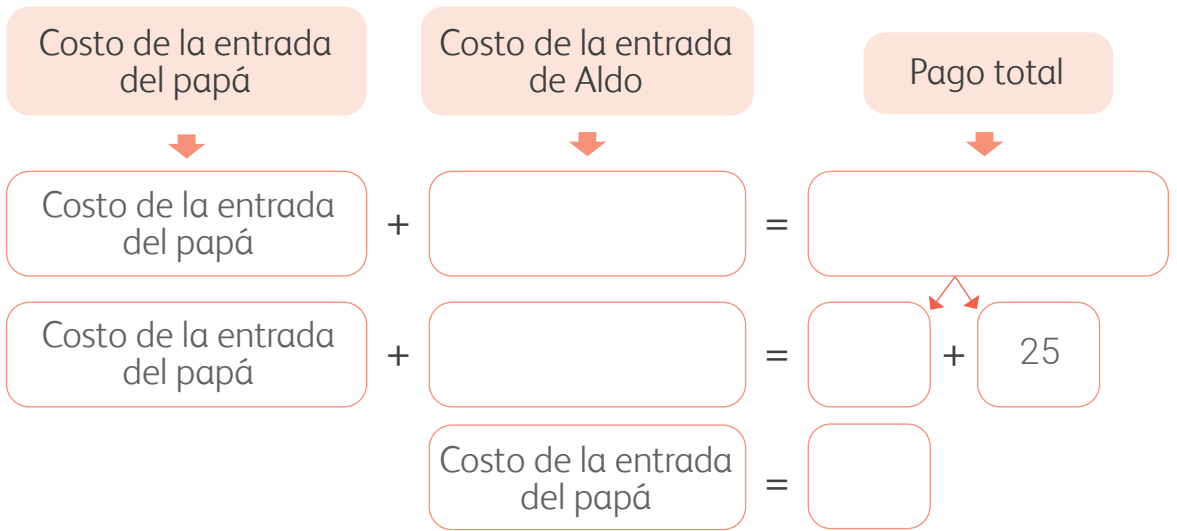 Costo de la entrada
del papá
Costo de la entrada
de Aldo
Pago total
Costo de la entrada
del papá
+
=
Costo de la entrada
del papá
+
=
+
25
Costo de la entrada
del papá
=